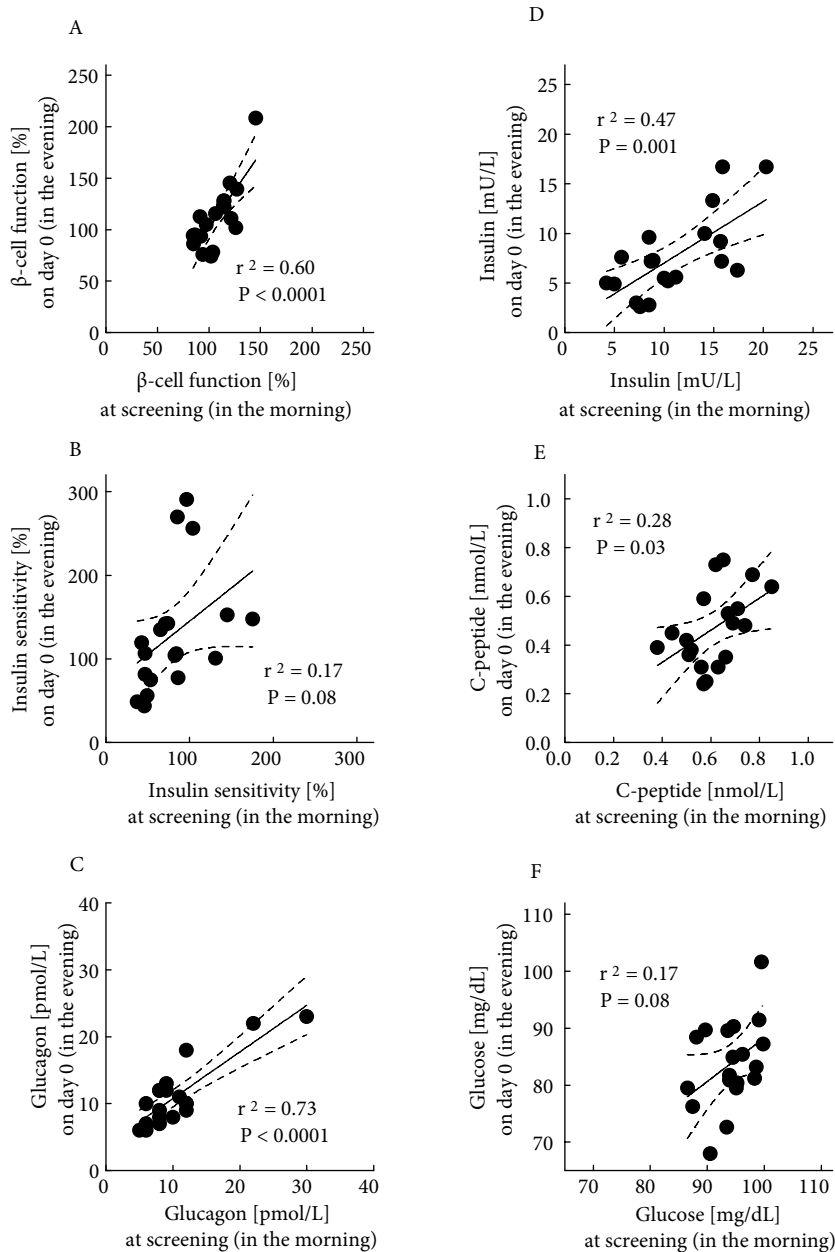 A
β-cell function [%]
on day 0 (in the evening)
250
200
150
100
50
0
r 2 = 0.60
P < 0.0001
0 50 100 150 200 250
β-cell function [%]
at screening (in the morning)
B
Insulin sensitivity [%]
on day 0 (in the evening)
300
200
100
0
r 2 = 0.17
P = 0.08
0 100 200 300
Insulin sensitivity [%]
at screening (in the morning)
C
Glucagon [pmol/L]
on day 0 (in the evening)
40
30
20
10
0
r 2 = 0.73
P < 0.0001
0 10 20 30 40
Glucagon [pmol/L]
at screening (in the morning)
D
Insulin [mU/L]
on day 0 (in the evening)
25
20
15
10
5
0
r 2 = 0.47
P = 0.001
0 5 10 15 20 25
Insulin [mU/L]
at screening (in the morning)
E
C-peptide [nmol/L]
on day 0 (in the evening)
1.0
0.8
0.6
0.4
0.2
0.0
r 2 = 0.28
P = 0.03
0.0 0.2 0.4 0.6 0.8 1.0
C-peptide [nmol/L]
at screening (in the morning)
F
Glucose [mg/dL]
on day 0 (in the evening)
110
100
90
80
70
r 2 = 0.17
P = 0.08
70 80 90 100 110
Glucose [mg/dL]
at screening (in the morning)